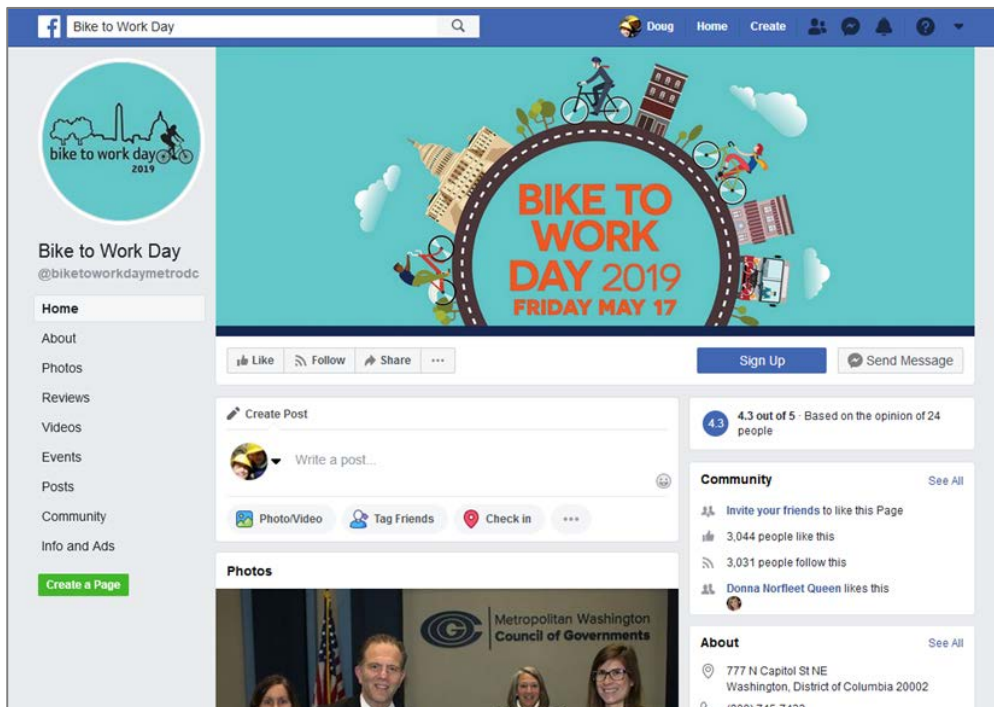 Bike to Work Day
Doug
Home
Create
bike to work day
2019
Bike to Work Day
@biketoworkdaymetrodc
Home
About
Photos
Reviews
Videos
Events
Posts
Community
Info and Ads
Create a Page
BIKE TO
WORK
DAY 2019
FRIDAY MAY 17
Like
Follow
Share
Sign Up
Send Message
Create Post
Write a post...
Photo/Video
Tag Friends
Check in
Photos
Metropolitan Washington
Council of Governments
4.3
4.3 out of 5 · Based on the opinion of 24
people
Community
See All
Invite your friends to like this Page
3,044 people like this
3,031 people follow this
Donna Norfleet Queen likes this
About
See All
777 N Capitol St NE
Washington, District of Columbia 20002